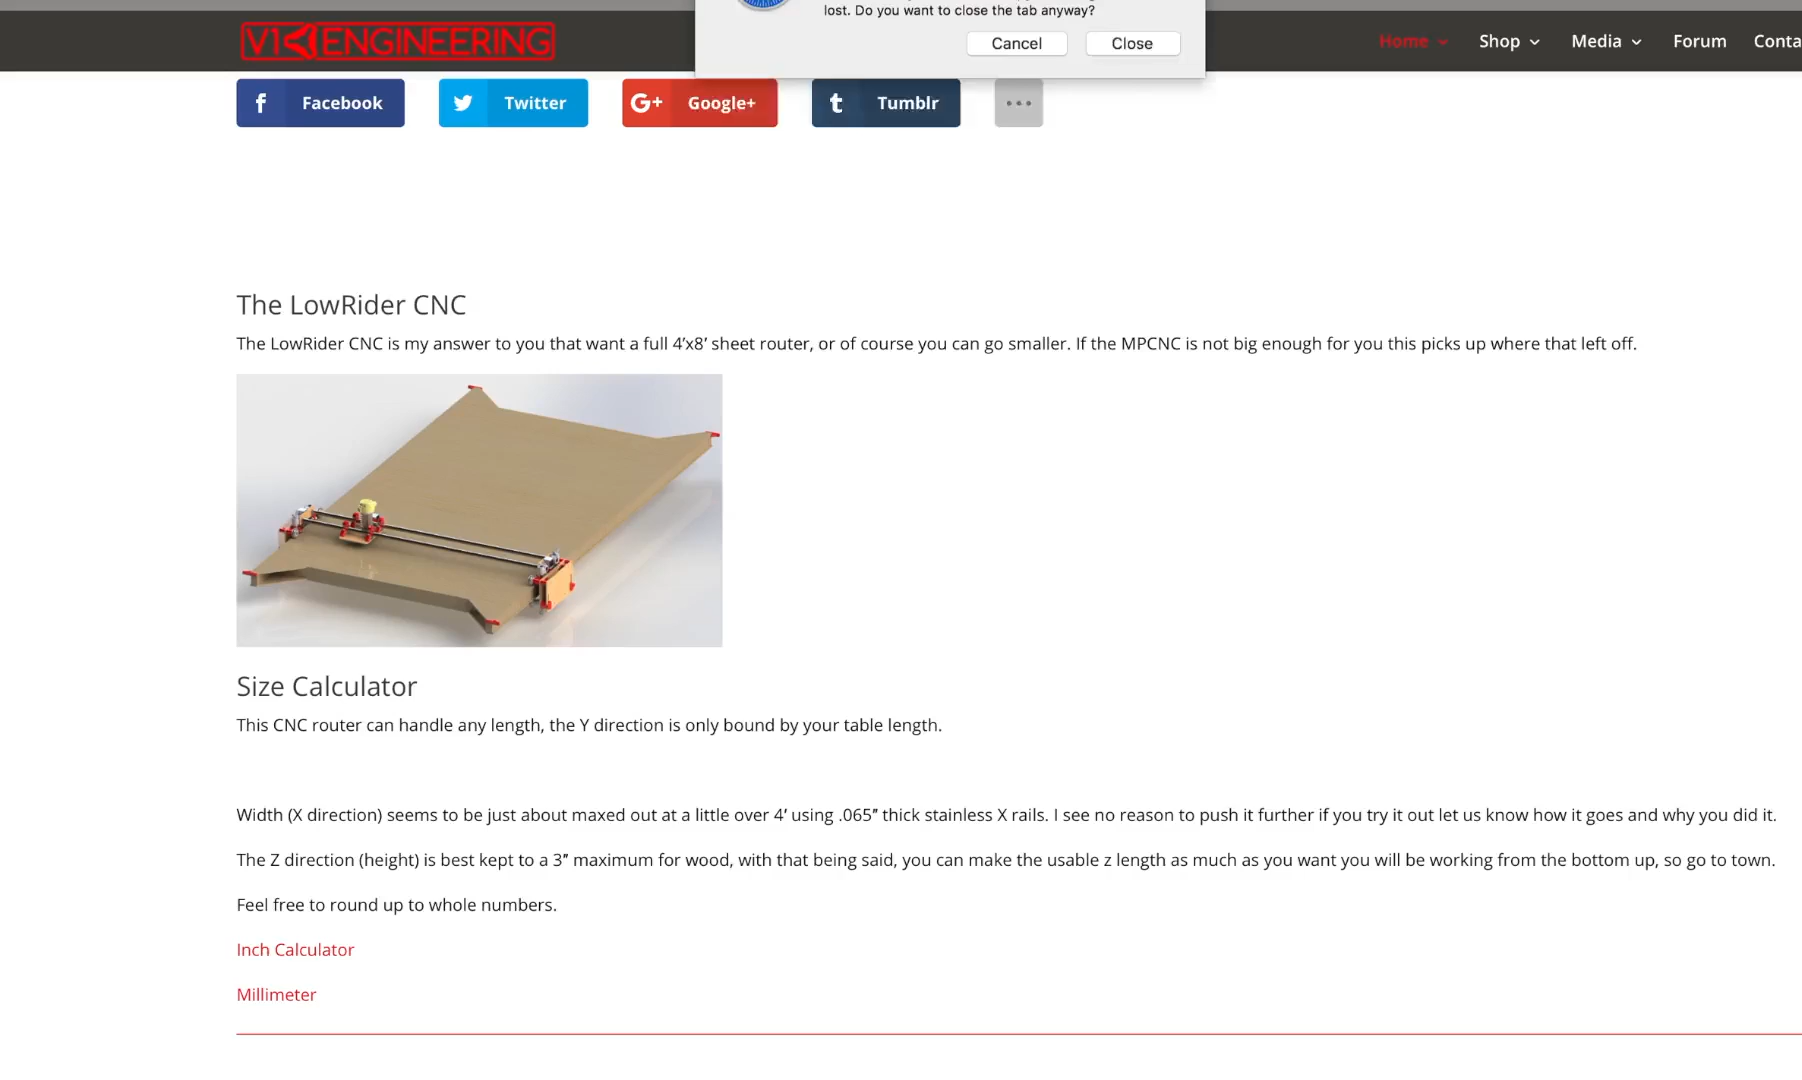 lost. Do you want to close the tab anyway?
Cancel Close
V1 ENGINEERING
Home Shop Media Forum Conta
Facebook Twitter Google+ Tumblr
The LowRider CNC
The LowRider CNC is my answer to you that want a full 4’x8’ sheet router, or of course you can go smaller. If the MPCNC is not big enough for you this picks up where that left off.
Size Calculator
This CNC router can handle any length, the Y direction is only bound by your table length.
Width (X direction) seems to be just about maxed out at a little over 4′ using .065″ thick stainless X rails. I see no reason to push it further if you try it out let us know how it goes and why you did it.
The Z direction (height) is best kept to a 3″ maximum for wood, with that being said, you can make the usable z length as much as you want you will be working from the bottom up, so go to town.
Feel free to round up to whole numbers.
Inch Calculator
Millimeter